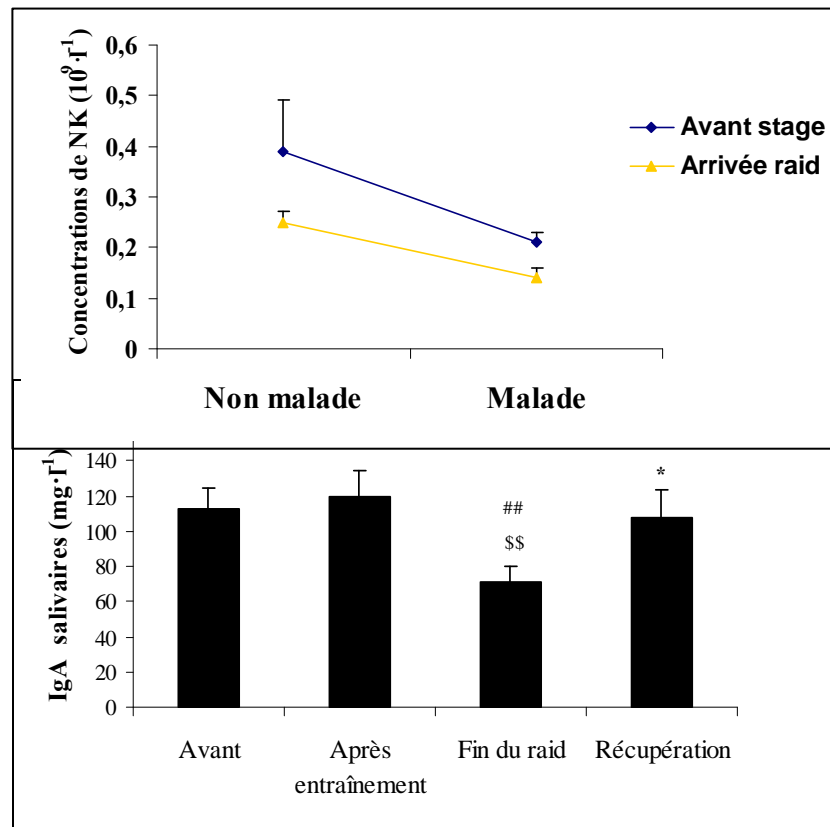 Concentrations de NK (10⁹·l⁻¹)
0,6
0,5
0,4
0,3
0,2
0,1
0
Avant stage
Arrivée raid
Non malade
Malade
IgA salivaires (mg·l⁻¹)
140
120
100
80
60
40
20
0
##
$$
*
Avant
Après
entraînement
Fin du raid
Récupération